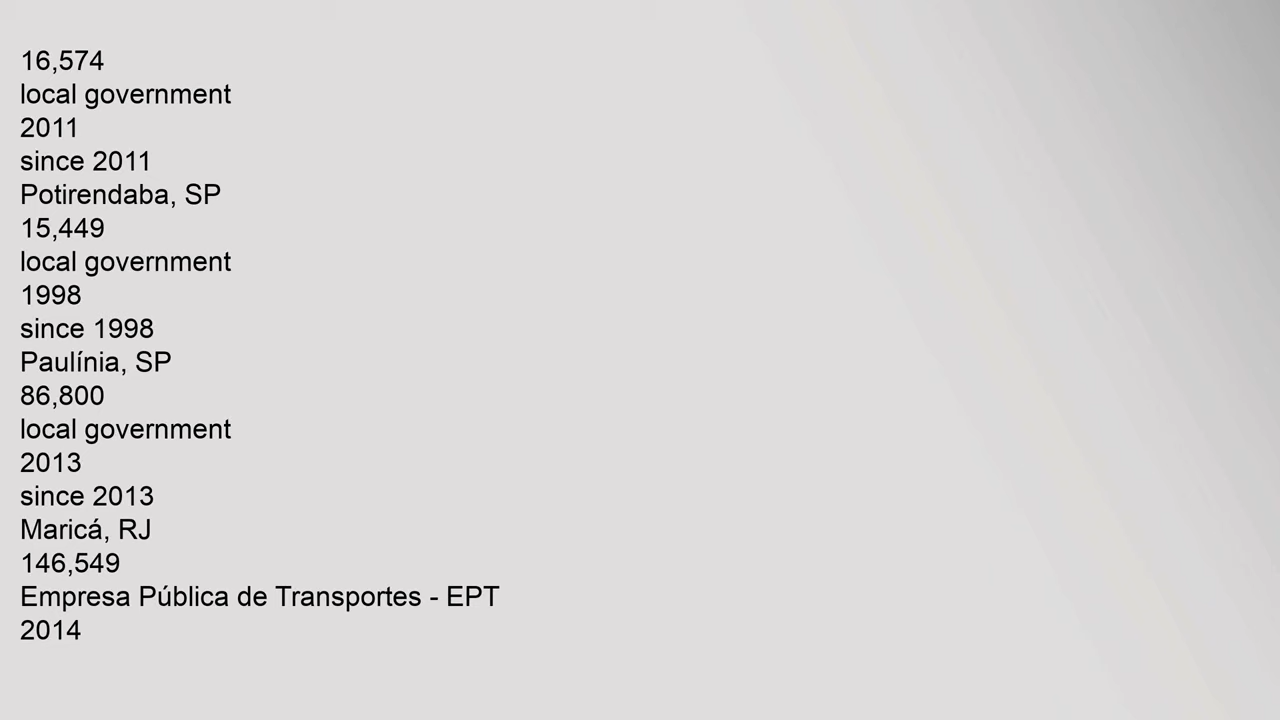 16,574
local government
2011
since 2011
Potirendaba, SP
15,449
local government
1998
since 1998
Paulínia, SP
86,800
local government
2013
since 2013
Maricá, RJ
146,549
Empresa Pública de Transportes - EPT
2014